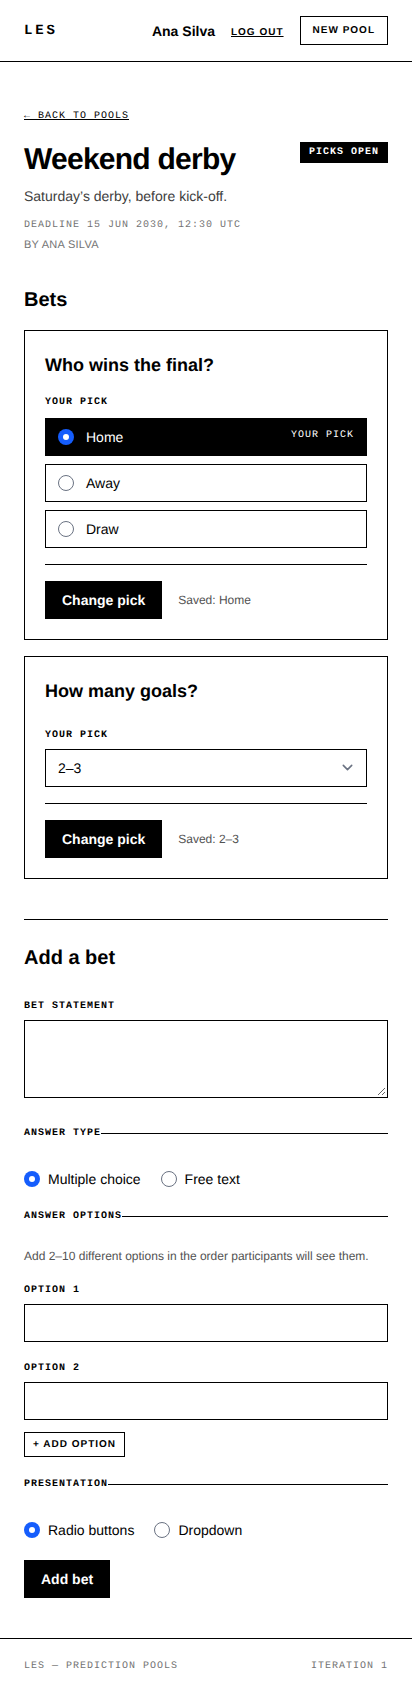 LES
Ana Silva LOG OUT NEW POOL
← BACK TO POOLS
Weekend derby PICKS OPEN
Saturday’s derby, before kick-off.
DEADLINE 15 JUN 2030, 12:30 UTC
BY ANA SILVA
Bets
Who wins the final?
YOUR PICK
Home YOUR PICK
Away
Draw
Change pick Saved: Home
How many goals?
YOUR PICK
2–3
Change pick Saved: 2–3
Add a bet
BET STATEMENT
ANSWER TYPE
Multiple choice Free text
ANSWER OPTIONS
Add 2–10 different options in the order participants will see them.
OPTION 1
OPTION 2
+ ADD OPTION
PRESENTATION
Radio buttons Dropdown
Add bet
LES — PREDICTION POOLS ITERATION 1